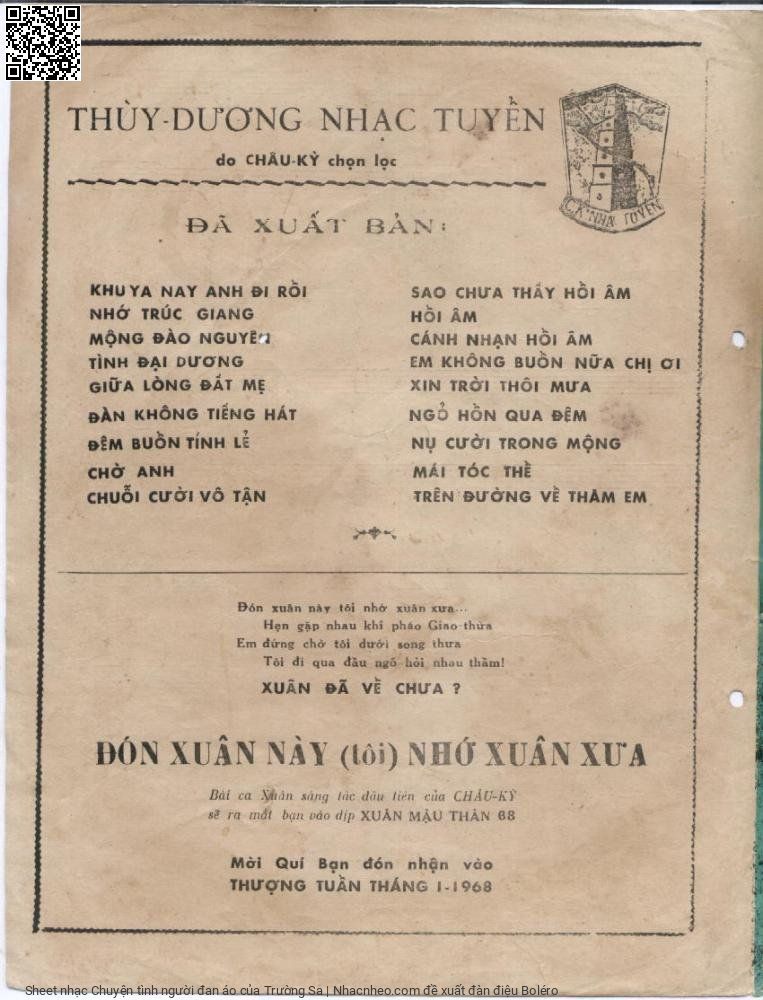 THÙY-DƯƠNG NHẠC TUYỂN
do CHÂU-KỲ chọn lọc
C.K NHẠC TUYỂN
ĐÃ XUẤT BẢN:
KHUYA NAY ANH ĐI RỒI
NHỚ TRÚC GIANG
MỘNG ĐÀO NGUYÊN
TÌNH ĐẠI DƯƠNG
GIỮA LÒNG ĐẤT MẸ
ĐÀN KHÔNG TIẾNG HÁT
ĐÊM BUỒN TỈNH LẺ
CHỜ ANH
CHUỖI CƯỜI VÔ TẬN
SAO CHƯA THẤY HỒI ÂM
HỒI ÂM
CÁNH NHẠN HỒI ÂM
EM KHÔNG BUỒN NỮA CHỊ ƠI
XIN TRỜI THÔI MƯA
NGỎ HỒN QUA ĐÊM
NỤ CƯỜI TRONG MỘNG
MÁI TÓC THỀ
TRÊN ĐƯỜNG VỀ THĂM EM
Đón xuân này tôi nhớ xuân xưa...
Hẹn gặp nhau khi pháo Giao-thừa
Em đứng chờ tôi dưới song thưa
Tôi đi qua đầu ngõ hỏi nhau thầm!
XUÂN ĐÃ VỀ CHƯA ?
ĐÓN XUÂN NÀY (tôi) NHỚ XUÂN XƯA
Bài ca Xuân sáng tác đầu tiên của CHÂU-KỲ
sẽ ra mắt bạn vào dịp XUÂN MẬU THÂN 68
Mời Quí Bạn đón nhận vào
THƯỢNG TUẦN THÁNG 1-1968
Sheet nhạc Chuyện tình người đan áo của Trường Sa | Nhacnheo.com đề xuất đàn điệu Boléro